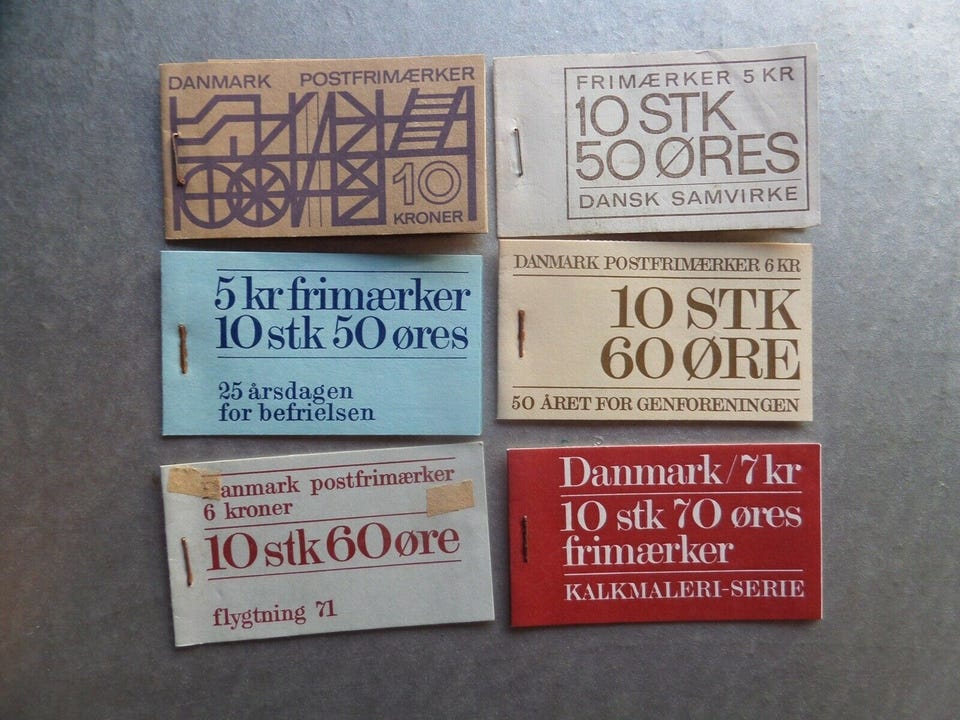 DANMARK POSTFRIMÆRKER
10
KRONER
FRIMÆRKER 5 KR
10 STK
50 ØRES
DANSK SAMVIRKE
5 kr frimærker
10 stk 50 øres
25 årsdagen
for befrielsen
DANMARK POSTFRIMÆRKER 6 KR
10 STK
60 ØRE
50 ÅRET FOR GENFORENINGEN
Danmark postfrimærker
6 kroner
10 stk 60 øre
flygtning 71
Danmark/7 kr
10 stk 70 øres
frimærker
KALKMALERI-SERIE